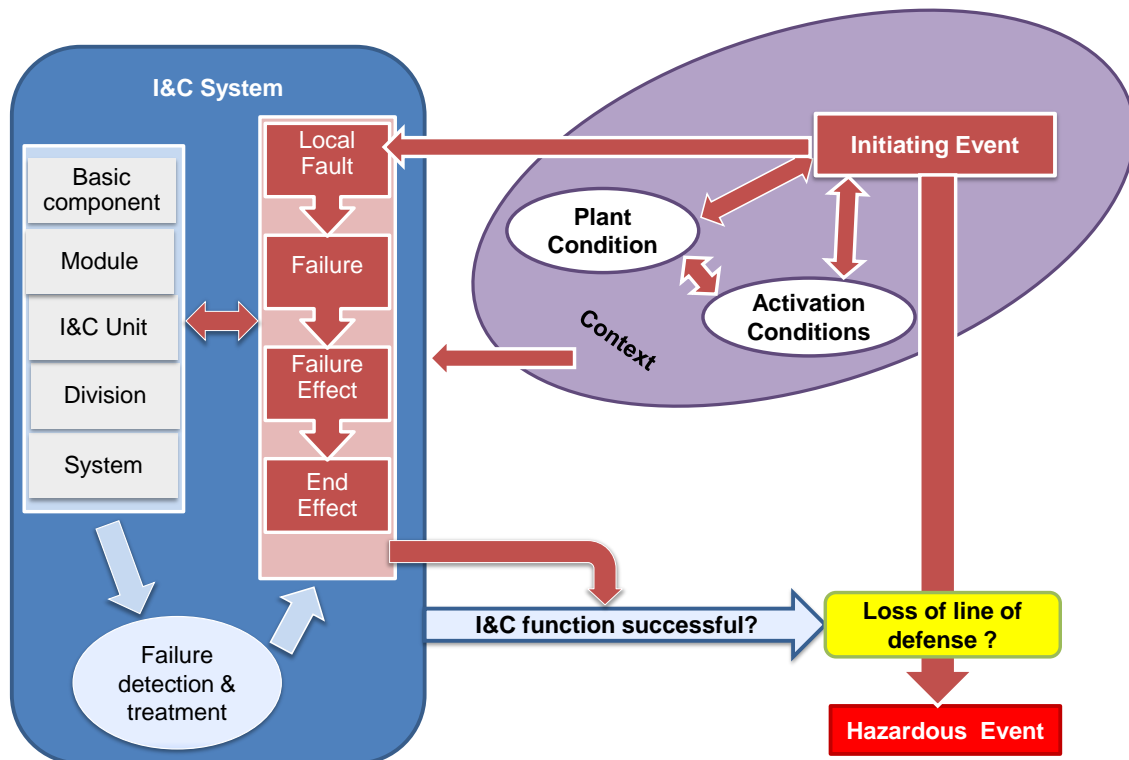 I&C System
Basic
component
Module
I&C Unit
Division
System
Local
Fault
Failure
Failure
Effect
End
Effect
Failure
detection &
treatment
Initiating Event
Plant
Condition
Activation
Conditions
Context
I&C function successful?
Loss of line of
defense ?
Hazardous Event